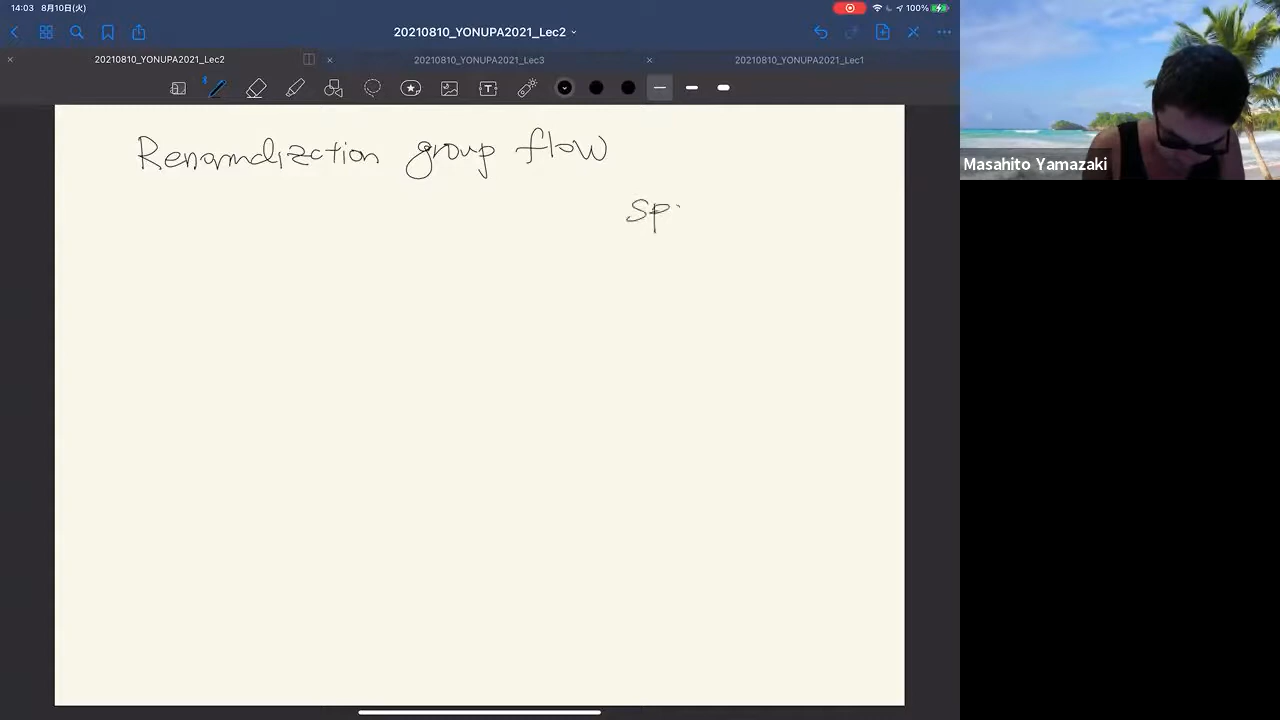 14:03 8月10日(火)
100%
20210810_YONUPA2021_Lec2
20210810_YONUPA2021_Lec2
20210810_YONUPA2021_Lec3
20210810_YONUPA2021_Lec1
Renormalization group flow
Sp
Masahito Yamazaki